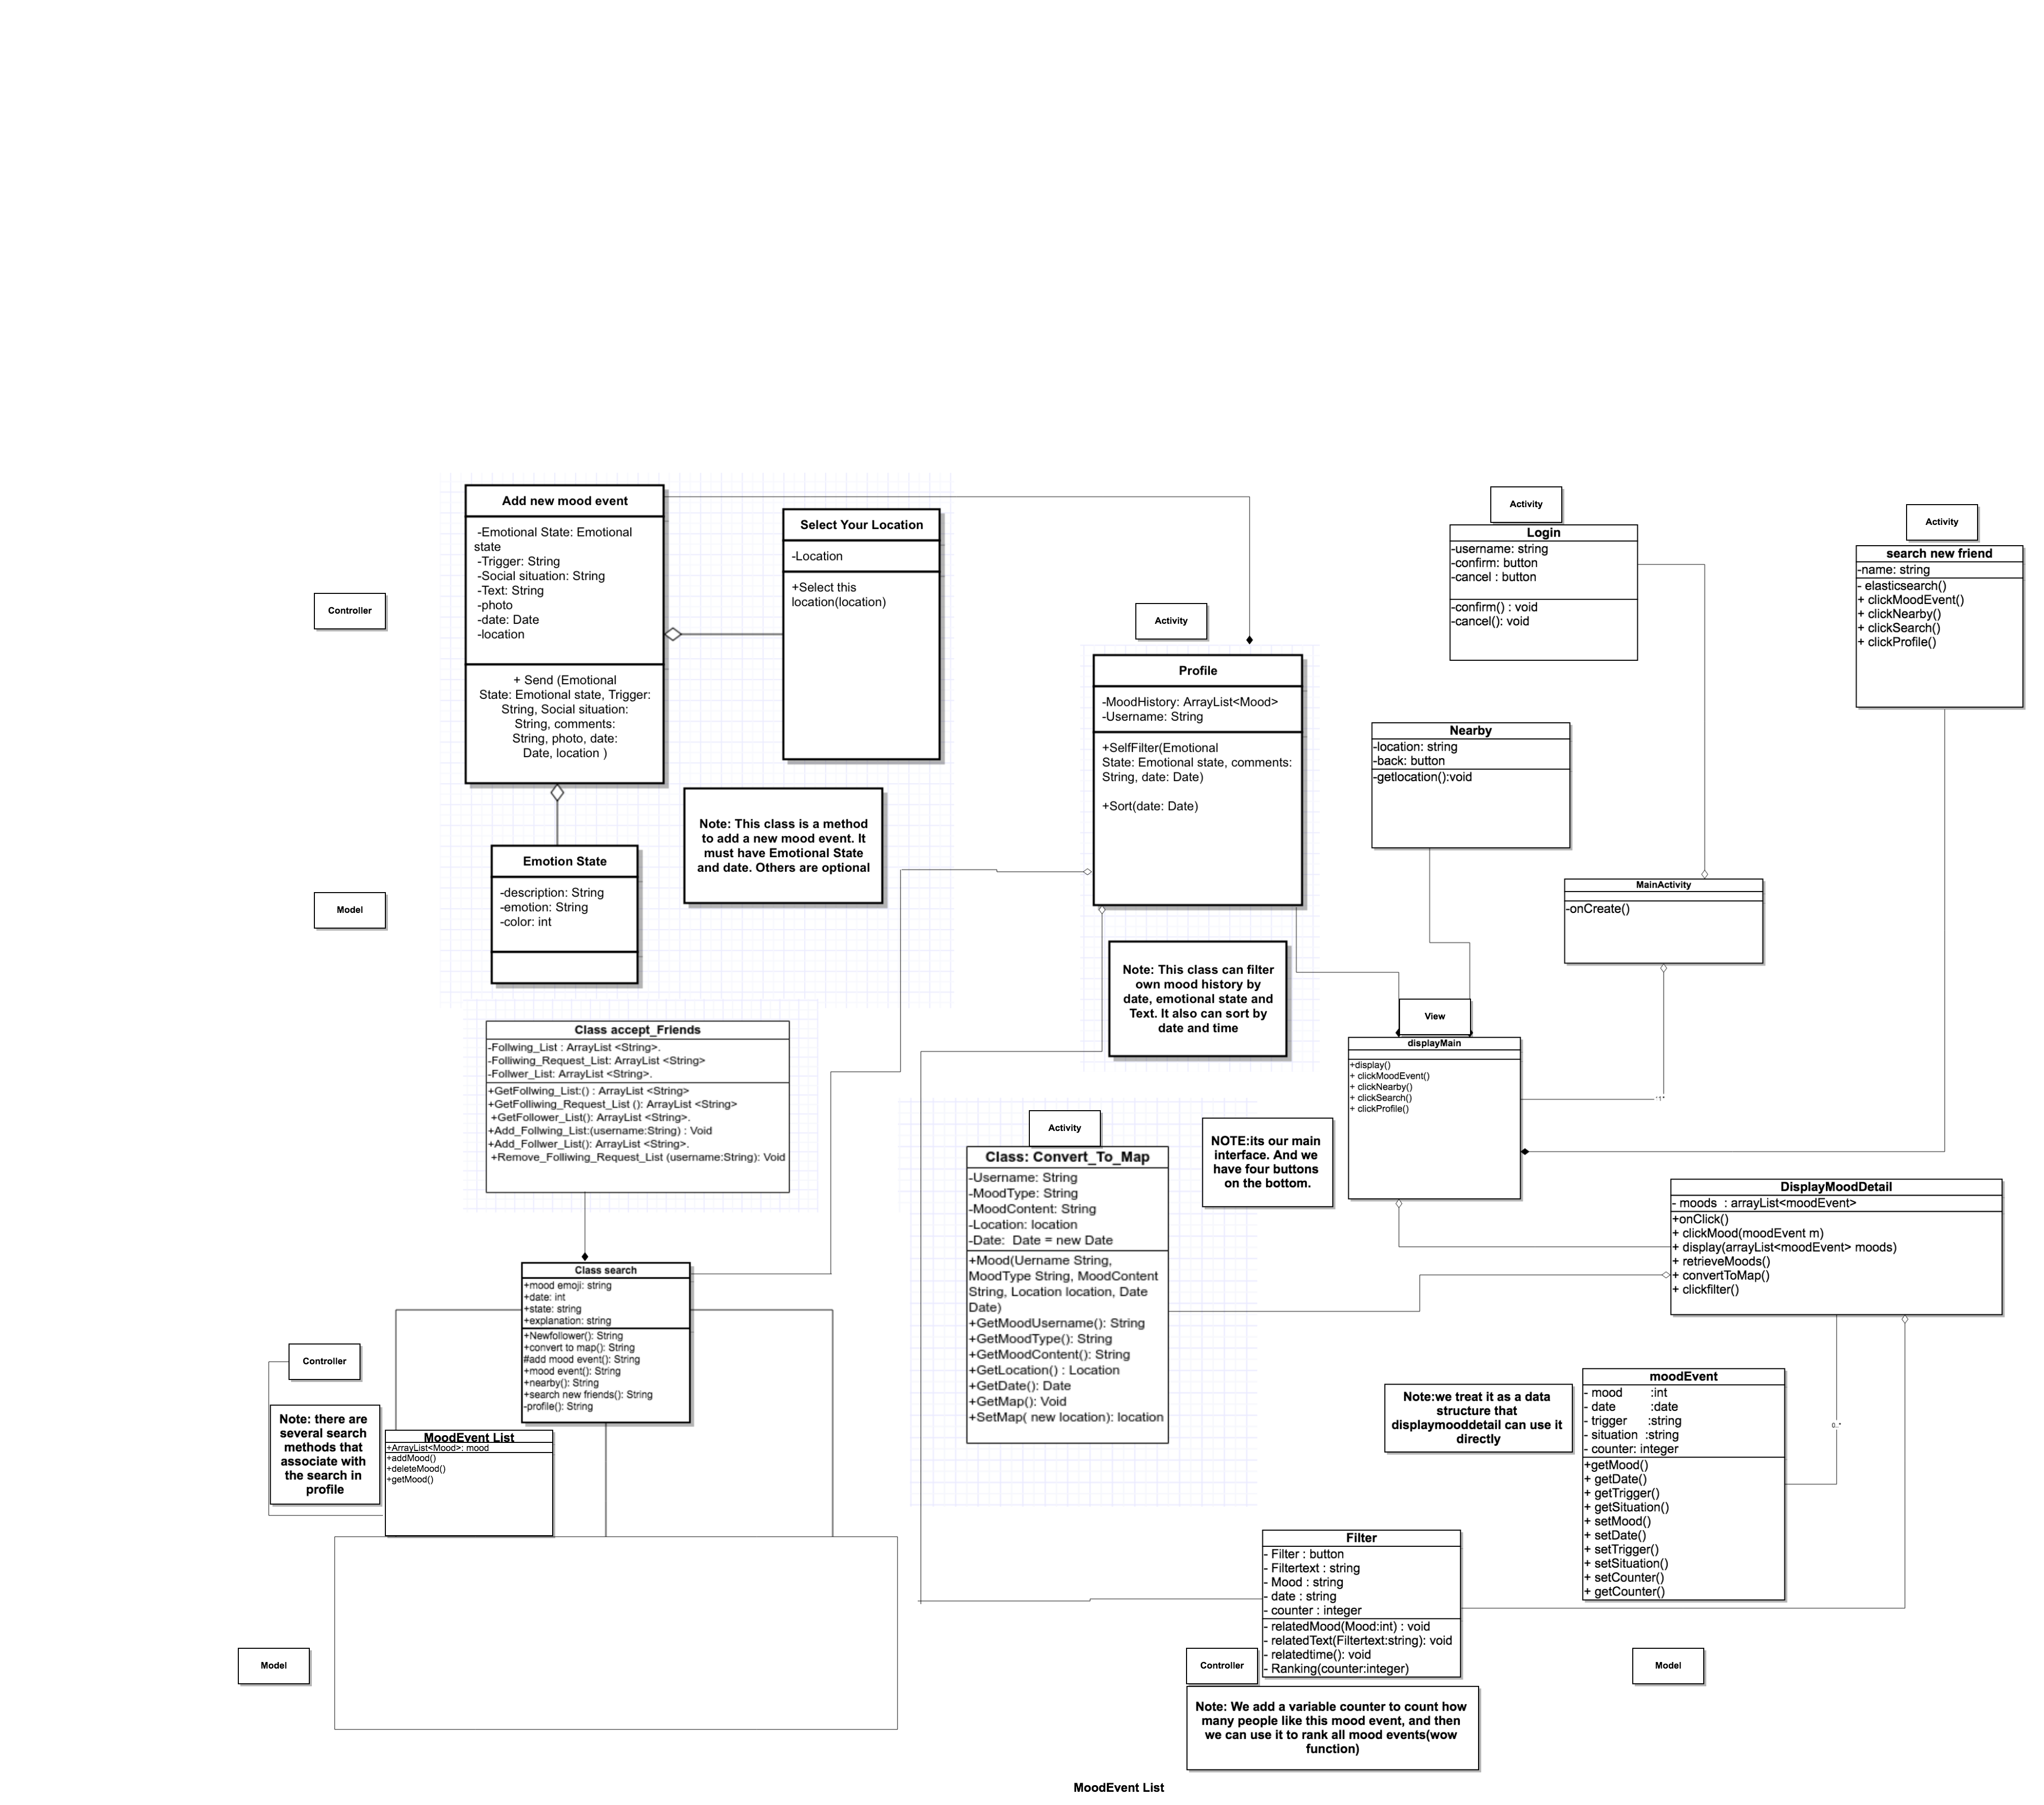 Add new mood event
-Emotional State: Emotional
state
-Trigger: String
-Social situation: String
-Text: String
-photo
-date: Date
-location
+ Send (Emotional
State: Emotional state, Trigger:
String, Social situation:
String, comments:
String, photo, date:
Date, location )
Select Your Location
-Location
+Select this
location(location)
Controller
Emotion State
-description: String
-emotion: String
-color: int
Model
Note: This class is a method
to add a new mood event. It
must have Emotional State
and date. Others are optional
Activity
Profile
-MoodHistory: ArrayList<Mood>
-Username: String
+SelfFilter(Emotional
State: Emotional state, comments:
String, date: Date)
+Sort(date: Date)
Note: This class can filter
own mood history by
date, emotional state and
Text. It also can sort by
date and time
Activity
Login
-username: string
-confirm: button
-cancel : button
-confirm() : void
-cancel(): void
Activity
search new friend
-name: string
- elasticsearch()
+ clickMoodEvent()
+ clickNearby()
+ clickSearch()
+ clickProfile()
Nearby
-location: string
-back: button
-getlocation():void
MainActivity
-onCreate()
View
displayMain
+display()
+ clickMoodEvent()
+ clickNearby()
+ clickSearch()
+ clickProfile()
NOTE:its our main
interface. And we
have four buttons
on the bottom.
Class accept_Friends
-Follwing_List : ArrayList <String>.
-Folliwing_Request_List: ArrayList <String>
-Follwer_List: ArrayList <String>.
+GetFollwing_List:() : ArrayList <String>
+GetFolliwing_Request_List (): ArrayList <String>
+GetFollower_List(): ArrayList <String>.
+Add_Follwing_List:(username:String) : Void
+Add_Follwer_List(): ArrayList <String>.
+Remove_Folliwing_Request_List (username:String): Void
Activity
Class: Convert_To_Map
-Username: String
-MoodType: String
-MoodContent: String
-Location: location
-Date:  Date = new Date
+Mood(Uername String,
MoodType String, MoodContent
String, Location location, Date
Date)
+GetMoodUsername(): String
+GetMoodType(): String
+GetMoodContent(): String
+GetLocation() : Location
+GetDate(): Date
+GetMap(): Void
+SetMap( new location): location
DisplayMoodDetail
- moods  : arrayList<moodEvent>
+onClick()
+ clickMood(moodEvent m)
+ display(arrayList<moodEvent> moods)
+ retrieveMoods()
+ convertToMap()
+ clickfilter()
Class search
+mood emoji: string
+date: int
+state: string
+explanation: string
+Newfollower(): String
+convert to map(): String
#add mood event(): String
+mood event(): String
+nearby(): String
+search new friends(): String
-profile(): String
Controller
Note: there are
several search
methods that
associate with
the search in
profile
MoodEvent List
+ArrayList<Mood>: mood
+addMood()
+deleteMood()
+getMood()
Note:we treat it as a data
structure that
displaymooddetail can use it
directly
moodEvent
- mood :int
- date :date
- trigger :string
- situation :string
- counter: integer
+getMood()
+ getDate()
+ getTrigger()
+ getSituation()
+ setMood()
+ setDate()
+ setTrigger()
+ setSituation()
+ setCounter()
+ getCounter()
0..*
Filter
- Filter : button
- Filtertext : string
- Mood : string
- date : string
- counter : integer
- relatedMood(Mood:int) : void
- relatedText(Filtertext:string): void
- relatedtime(): void
- Ranking(counter:integer)
Model
Controller
Model
Note: We add a variable counter to count how
many people like this mood event, and then
we can use it to rank all mood events(wow
function)
MoodEvent List